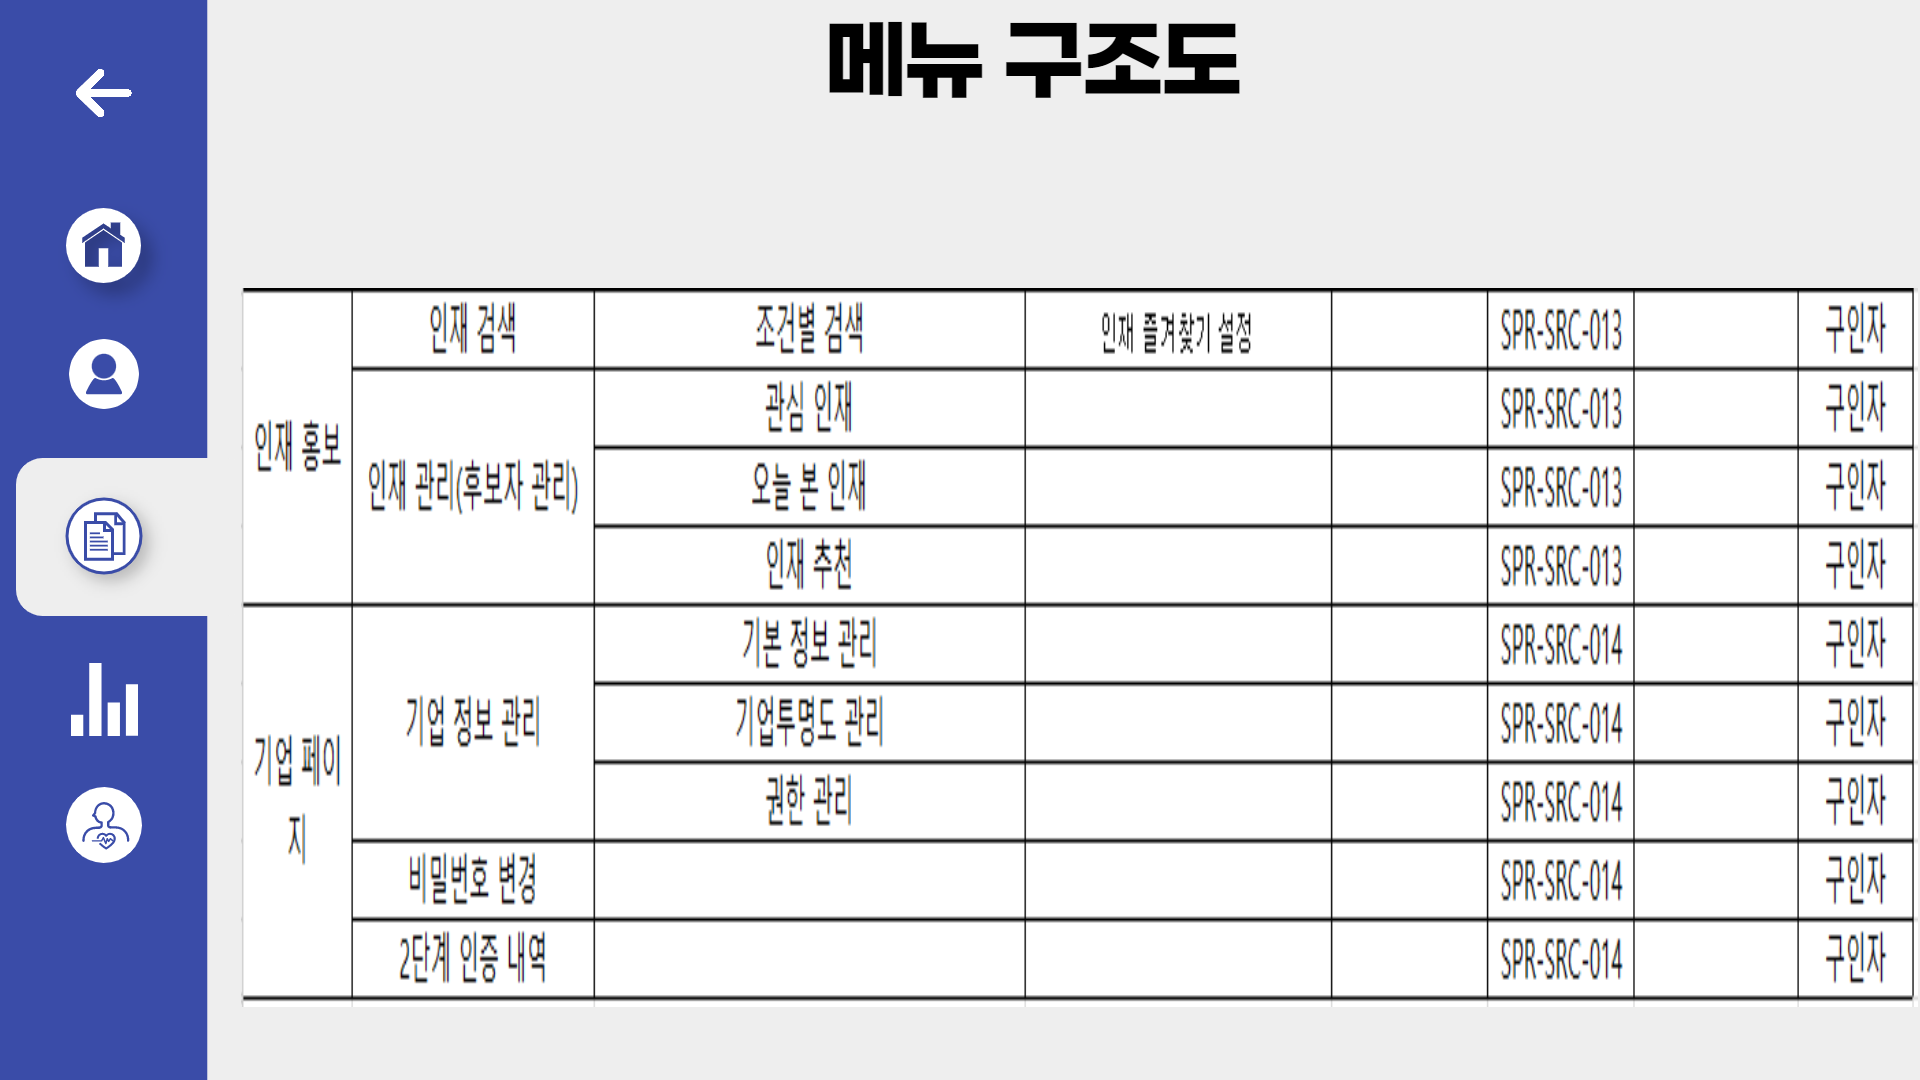 메뉴 구조도
인재 검색 조건별 검색 인재 즐겨찾기 설정 SPR-SRC-013 구인자
관심 인재 SPR-SRC-013 구인자
인재 홍보
인재 관리(후보자 관리) 오늘 본 인재 SPR-SRC-013 구인자
인재 추천 SPR-SRC-013 구인자
기본 정보 관리 SPR-SRC-014 구인자
기업 정보 관리 기업투명도 관리 SPR-SRC-014 구인자
기업 페이
지
권한 관리 SPR-SRC-014 구인자
비밀번호 변경 SPR-SRC-014 구인자
2단계 인증 내역 SPR-SRC-014 구인자